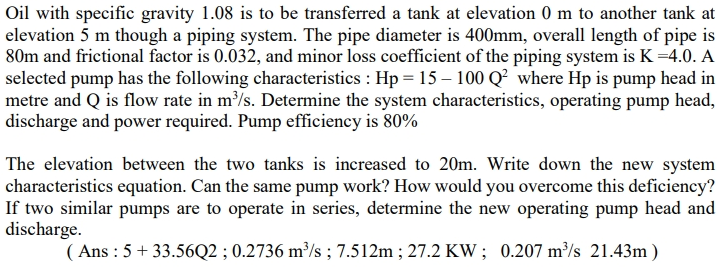 Oil with specific gravity 1.08 is to be transferred a tank at elevation 0 m to another tank at
elevation 5 m though a piping system. The pipe diameter is 400mm, overall length of pipe is
80m and frictional factor is 0.032, and minor loss coefficient of the piping system is K =4.0. A
selected pump has the following characteristics : Hp = 15 – 100 Q² where Hp is pump head in
metre and Q is flow rate in m³/s. Determine the system characteristics, operating pump head,
discharge and power required. Pump efficiency is 80%
The elevation between the two tanks is increased to 20m. Write down the new system
characteristics equation. Can the same pump work? How would you overcome this deficiency?
If two similar pumps are to operate in series, determine the new operating pump head and
discharge.
( Ans : 5 + 33.56Q2 ; 0.2736 m³/s ; 7.512m ; 27.2 KW ; 0.207 m³/s 21.43m )